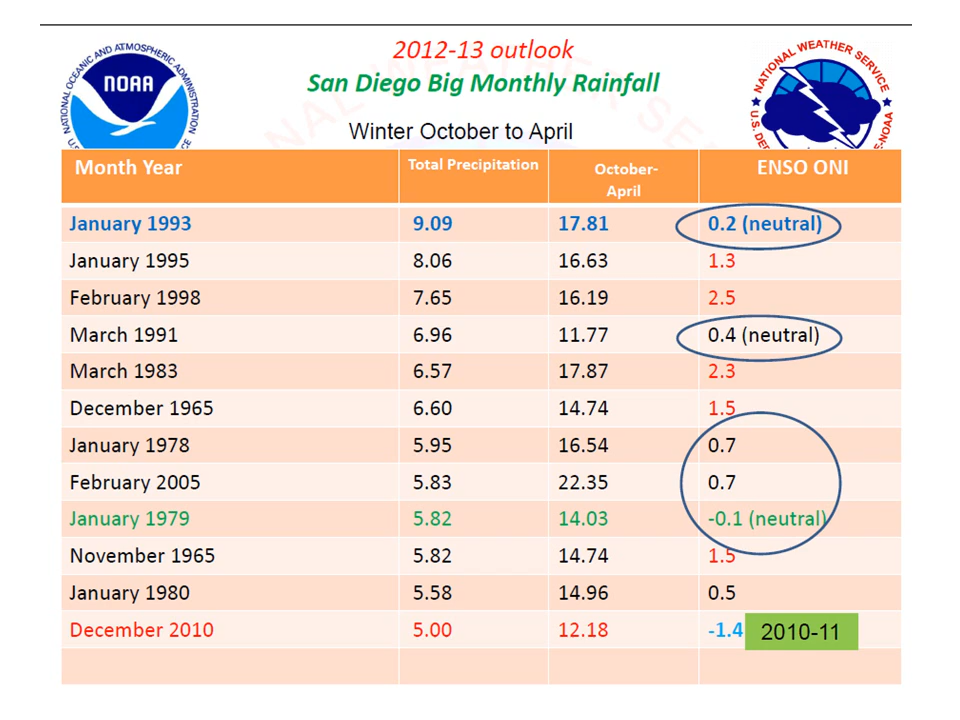 2012-13 outlook
San Diego Big Monthly Rainfall
Winter October to April
NATIONAL OCEANIC AND ATMOSPHERIC ADMINISTRATION
NOAA
NATIONAL WEATHER SERVICE
Month Year Total Precipitation October-April ENSO ONI
January 1993 9.09 17.81 0.2 (neutral)
January 1995 8.06 16.63 1.3
February 1998 7.65 16.19 2.5
March 1991 6.96 11.77 0.4 (neutral)
March 1983 6.57 17.87 2.3
December 1965 6.60 14.74 1.5
January 1978 5.95 16.54 0.7
February 2005 5.83 22.35 0.7
January 1979 5.82 14.03 -0.1 (neutral)
November 1965 5.82 14.74 1.5
January 1980 5.58 14.96 0.5
December 2010 5.00 12.18 -1.4 2010-11